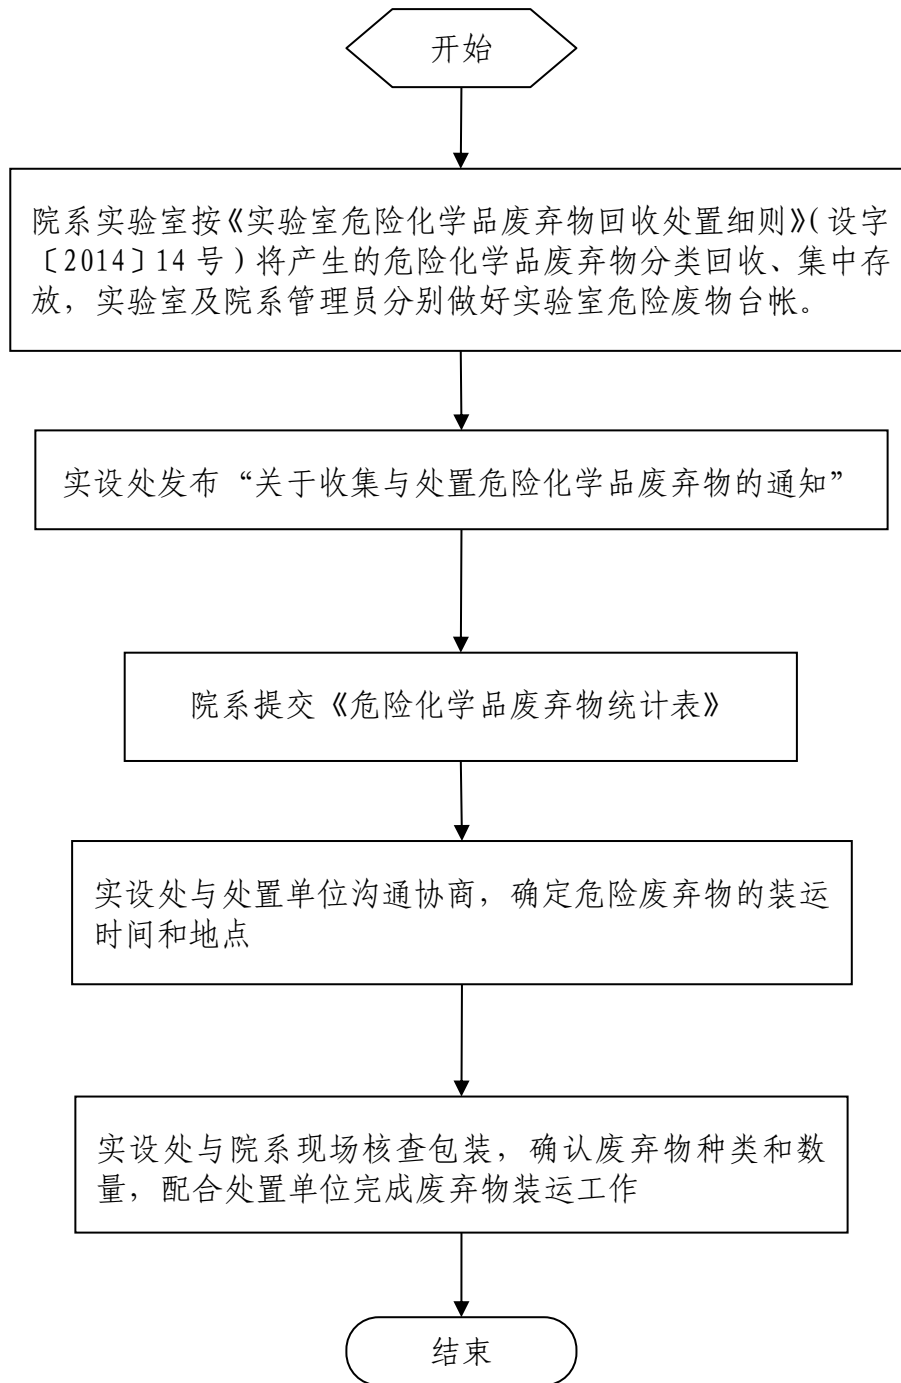 开始
院系实验室按《实验室危险化学品废弃物回收处置细则》（设字
〔2014〕14 号）将产生的危险化学品废弃物分类回收、集中存
放，实验室及院系管理员分别做好实验室危险废物台帐。
实设处发布“关于收集与处置危险化学品废弃物的通知”
院系提交《危险化学品废弃物统计表》
实设处与处置单位沟通协商，确定危险废弃物的装运
时间和地点
实设处与院系现场核查包装，确认废弃物种类和数
量，配合处置单位完成废弃物装运工作
结束